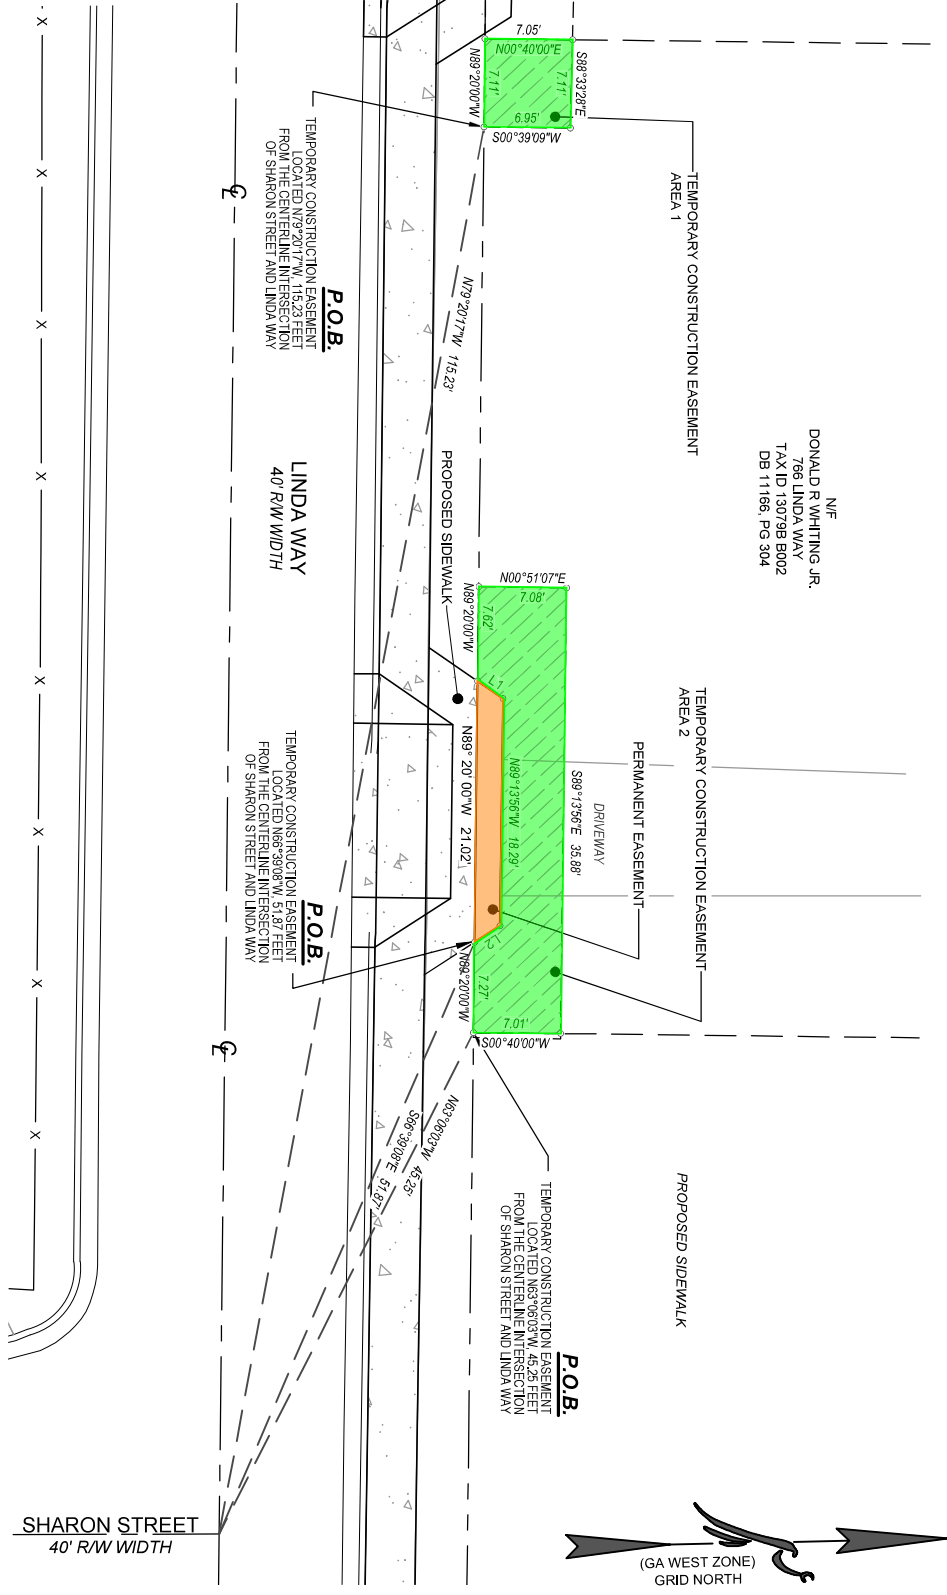 7.05'
N00°40'00"E
N89°20'00"W
7.11'
7.11'
S88°33'28"E
6.95'
S00°39'09"W
TEMPORARY CONSTRUCTION EASEMENT
AREA 1
P.O.B.
TEMPORARY CONSTRUCTION EASEMENT
LOCATED N79°20'17"W, 115.23 FEET
FROM THE CENTERLINE INTERSECTION
OF SHARON STREET AND LINDA WAY
N79°20'17"W 115.23'
N/F
DONALD R WHITING JR.
766 LINDA WAY
TAX ID 13079B B002
DB 11166, PG 304
LINDA WAY
40' R/W WIDTH
PROPOSED SIDEWALK
N00°51'07"E
7.08'
N89°20'00"W
7.62'
L1
N89° 20' 00"W 21.02'
N89°13'56"W 18.29'
S89°13'56"E 35.88'
DRIVEWAY
PERMANENT EASEMENT
TEMPORARY CONSTRUCTION EASEMENT
AREA 2
L2
N89°20'00"W
7.27'
7.01'
S00°40'00"W
P.O.B.
TEMPORARY CONSTRUCTION EASEMENT
LOCATED N66°39'08"W, 51.87 FEET
FROM THE CENTERLINE INTERSECTION
OF SHARON STREET AND LINDA WAY
N63°06'03"W 45.25'
S66°39'08"E 51.87'
P.O.B.
TEMPORARY CONSTRUCTION EASEMENT
LOCATED N63°06'03"W, 45.25 FEET
FROM THE CENTERLINE INTERSECTION
OF SHARON STREET AND LINDA WAY
PROPOSED SIDEWALK
SHARON STREET
40' R/W WIDTH
(GA WEST ZONE)
GRID NORTH